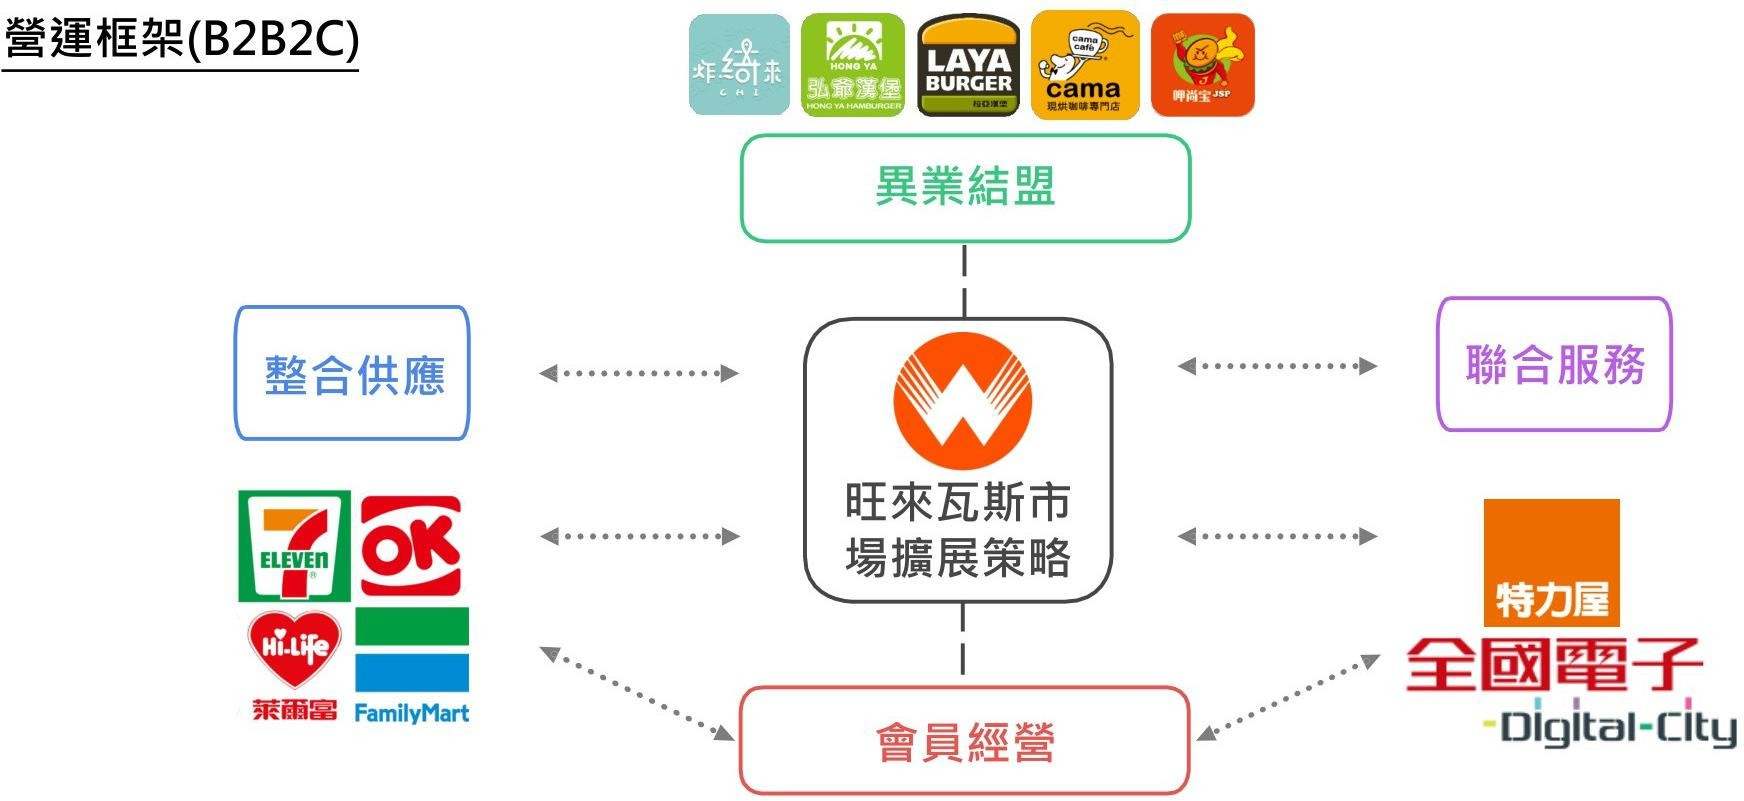 營運框架(B2B2C)
炸綺来
CHI
HONG YA
弘爺漢堡
HONG YA HAMBURGER
LAYA
BURGER
拉亞漢堡
cama
café
cama
現烘咖啡專門店
呷尚宝 JSP
異業結盟
整合供應
聯合服務
旺來瓦斯市
場擴展策略
7
ELEVEN
®
OK
Hi-Life
萊爾富
FamilyMart
特力屋
全國電子
Digital-City
會員經營